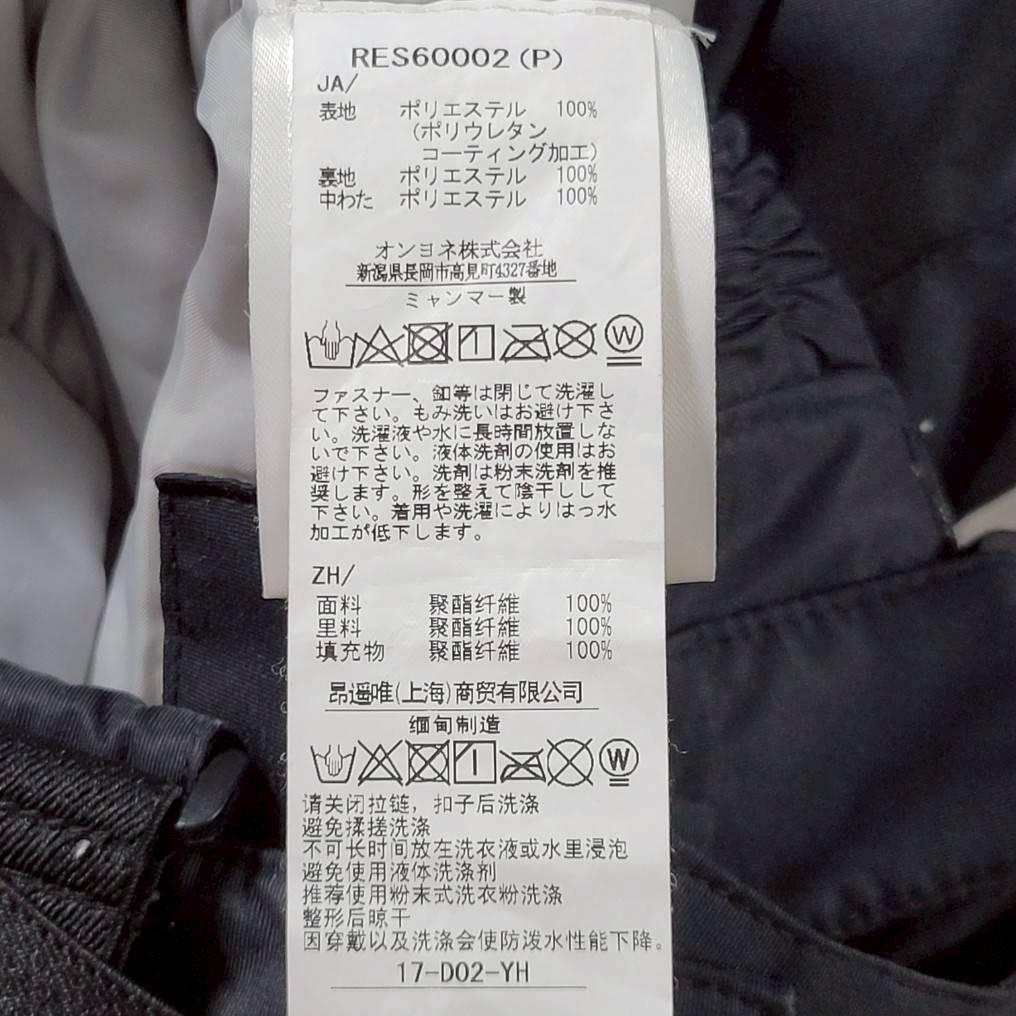 RES60002(P)
JA/
表地 ポリエステル 100%
(ポリウレタン
コーティング加工)
裏地 ポリエステル 100%
中わた ポリエステル 100%
オンヨネ株式会社
新潟県長岡市高見町4327番地
ミャンマー製
W
ファスナー、釦等は閉じて洗濯し
て下さい。もみ洗いはお避け下さ
い。洗濯液や水に長時間放置しな
いで下さい。液体洗剤の使用はお
避け下さい。洗剤は粉末洗剤を推
奨します。形を整えて陰干しして
下さい。着用や洗濯によりはっ水
加工が低下します。
ZH/
面料 聚酯纤維 100%
里料 聚酯纤維 100%
填充物 聚酯纤維 100%
昂遥唯(上海)商贸有限公司
缅甸制造
W
请关闭拉链，扣子后洗涤
避免揉搓洗涤
不可长时间放在洗衣液或水里浸泡
避免使用液体洗涤剂
推荐使用粉末式洗衣粉洗涤
整形后晾干
因穿戴以及洗涤会使防泼水性能下降。
17-D02-YH